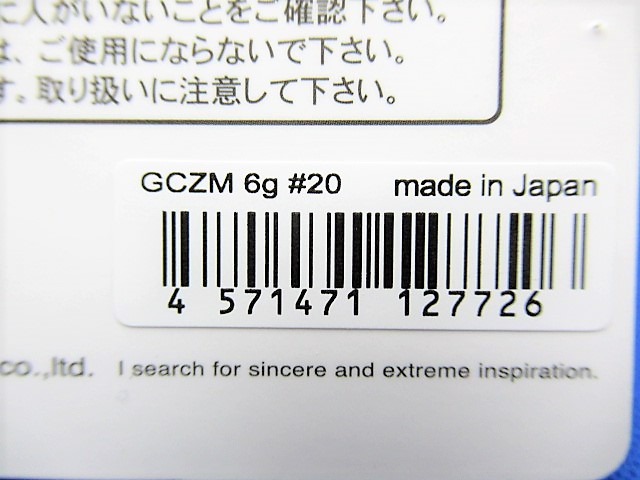 に人がいないことをご確認下さい。
は、ご使用にならないで下さい。
す。取り扱いに注意して下さい。
GCZM 6g #20 made in Japan
4 571471 127726
co.,ltd. I search for sincere and extreme inspiration.